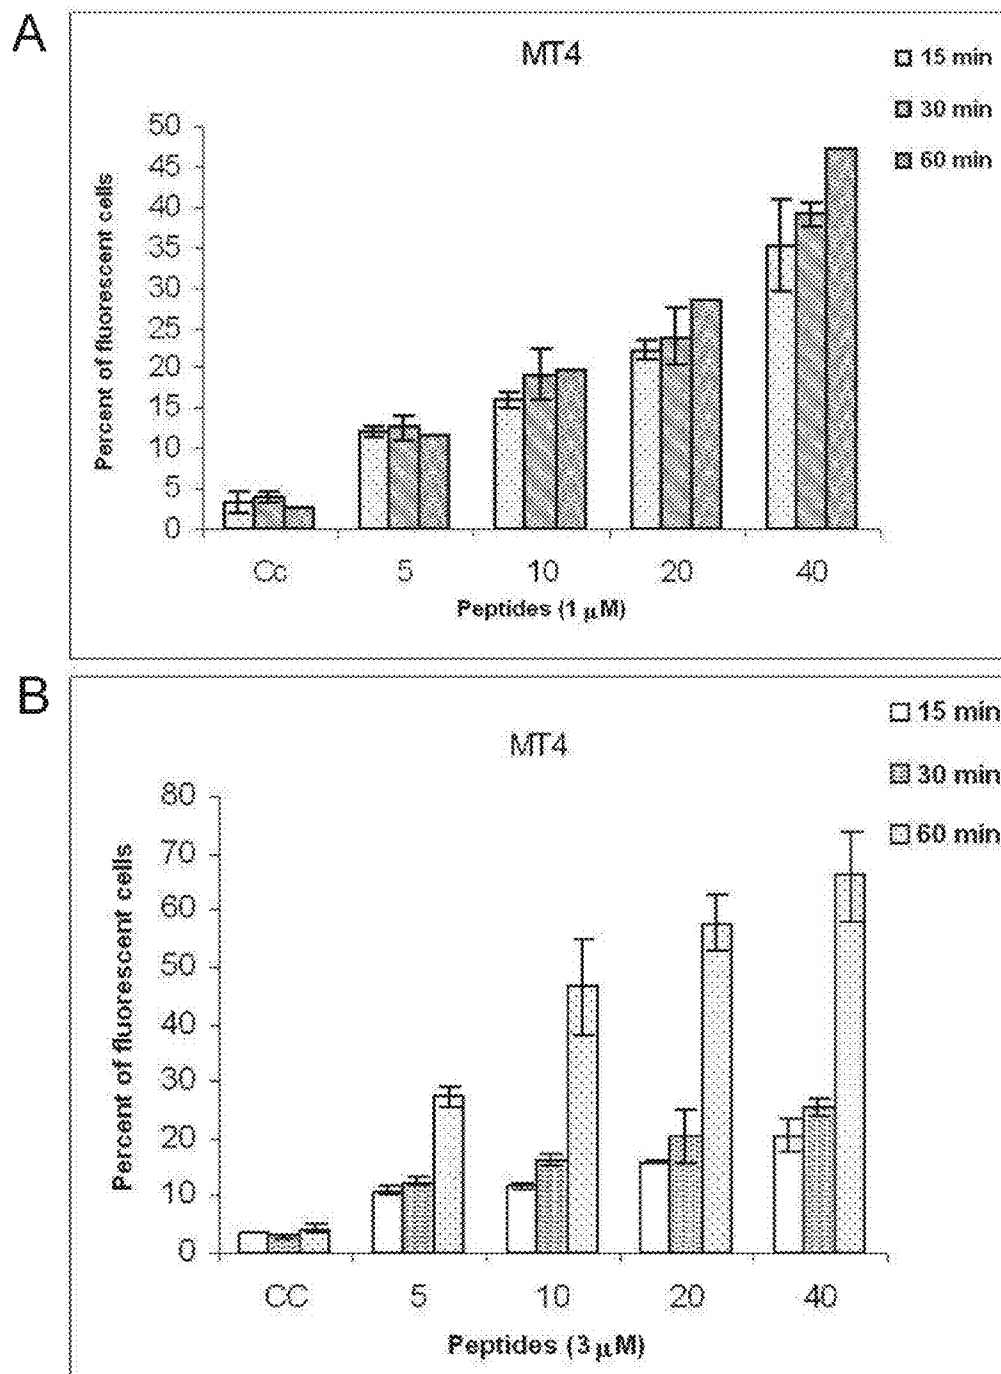 A
MT4
15 min
30 min
60 min
50
45
40
35
30
25
20
15
10
5
0
Percent of fluorescent cells
Cc 5 10 20 40
Peptides (1 μM)
B
MT4
15 min
30 min
60 min
80
70
60
50
40
30
20
10
0
Percent of fluorescent cells
CC 5 10 20 40
Peptides (3 μM)